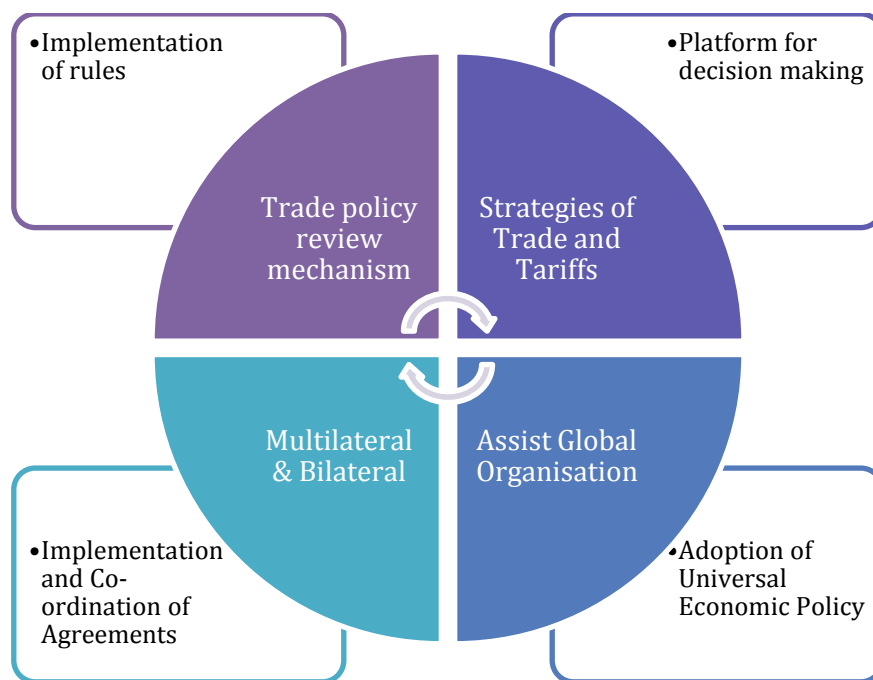 •Implementation
of rules
•Platform for
decision making
Trade policy
review
mechanism
Strategies of
Trade and
Tariffs
Multilateral
& Bilateral
Assist Global
Organisation
•Implementation
and Co-
ordination of
Agreements
•Adoption of
Universal
Economic Policy